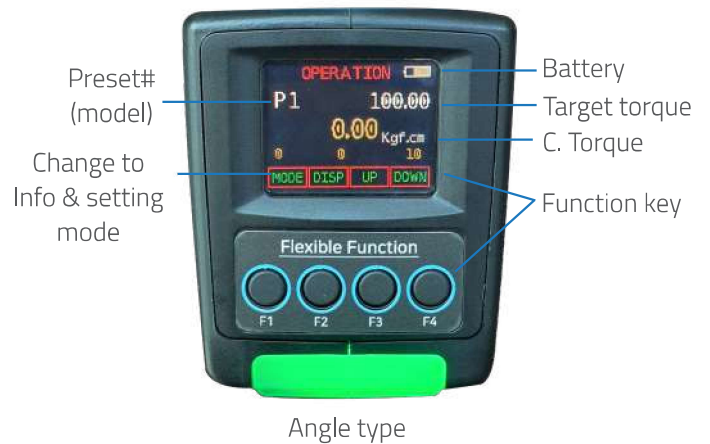 OPERATION
P1 100.00
0.00 Kgf.cm
0 0 10
MODE DISP UP DOWN
Flexible Function
F1 F2 F3 F4
Preset#
(model)
Change to
Info & setting
mode
Battery
Target torque
C. Torque
Function key
Angle type